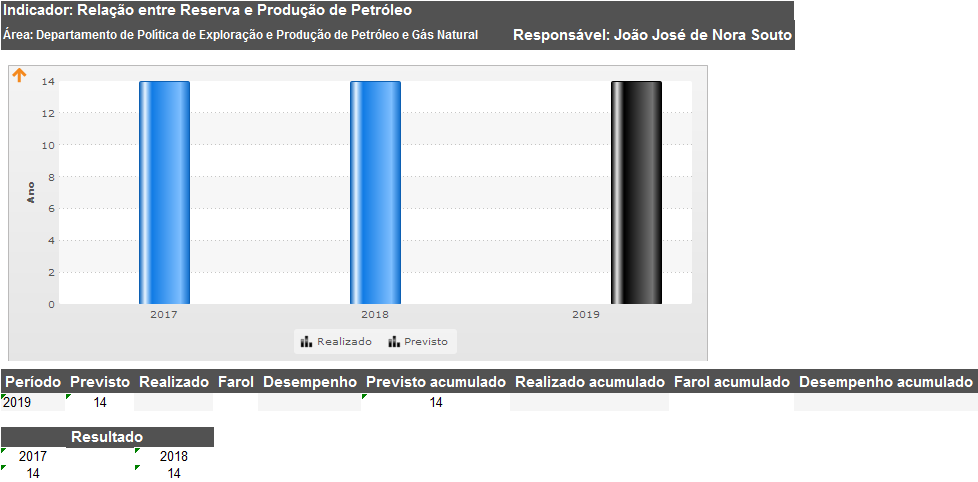 Indicador: Relação entre Reserva e Produção de Petróleo
Área: Departamento de Política de Exploração e Produção de Petróleo e Gás Natural Responsável: João José de Nora Souto
14
12
10
8
6
4
2
0
Ano
2017 2018 2019
Realizado Previsto
Período Previsto Realizado Farol Desempenho Previsto acumulado Realizado acumulado Farol acumulado Desempenho acumulado
2019 14 14
Resultado
2017 2018
14 14